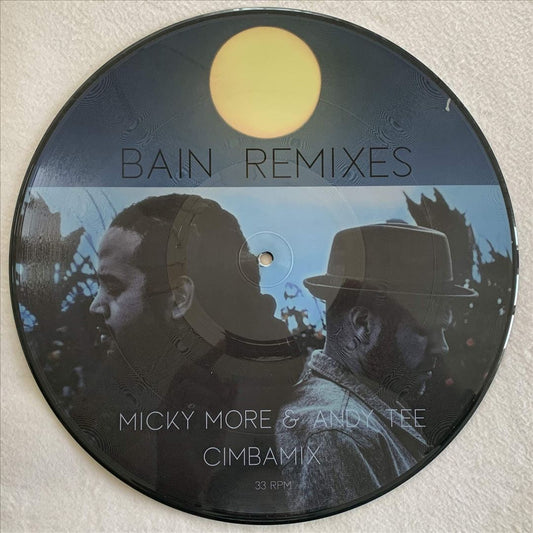 BAIN REMIXES
MICKY MORE & ANDY TEE
CIMBAMIX
33 RPM